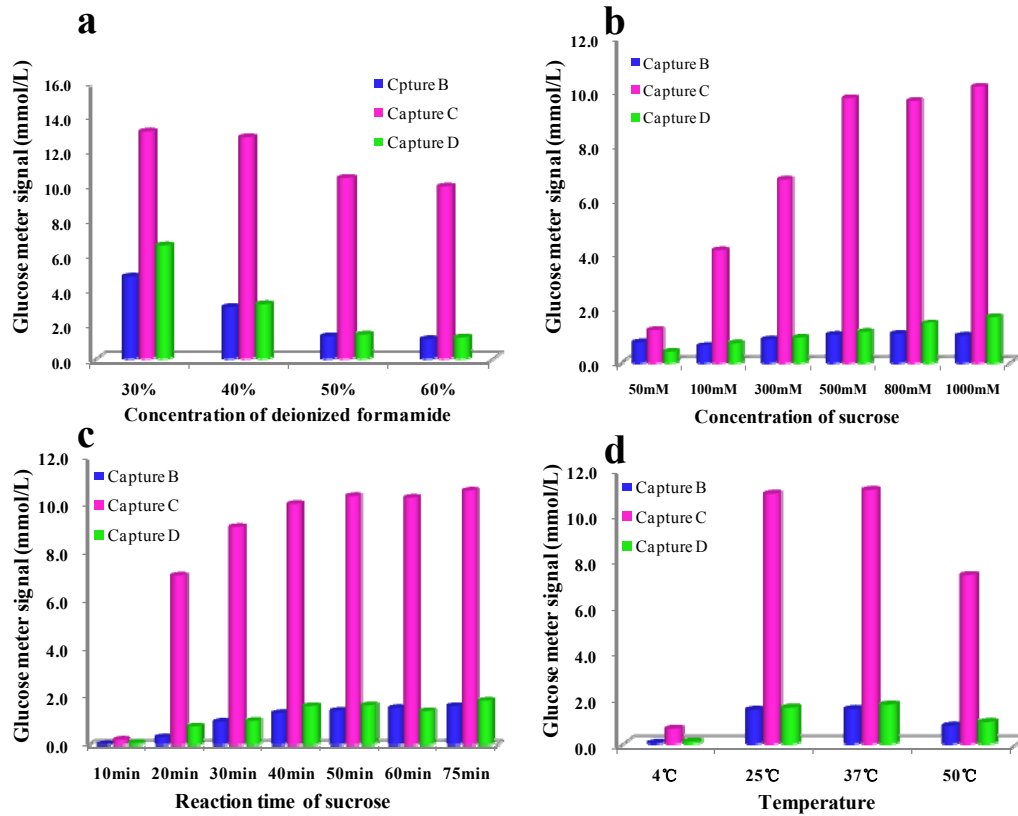 a
Glucose meter signal (mmol/L)
16.0
14.0
12.0
10.0
8.0
6.0
4.0
2.0
0.0
Cpture B
Capture C
Capture D
30% 40% 50% 60%
Concentration of deionized formamide
b
Glucose meter signal (mmol/L)
12.0
10.0
8.0
6.0
4.0
2.0
0.0
Capture B
Capture C
Capture D
50mM 100mM 300mM 500mM 800mM 1000mM
Concentration of sucrose
c
Glucose meter signal (mmol/L)
12.0
10.0
8.0
6.0
4.0
2.0
0.0
Capture B
Capture C
Capture D
10min 20min 30min 40min 50min 60min 75min
Reaction time of sucrose
d
Glucose meter signal (mmol/L)
12.0
10.0
8.0
6.0
4.0
2.0
0.0
Capture B
Capture C
Capture D
4℃ 25℃ 37℃ 50℃
Temperature